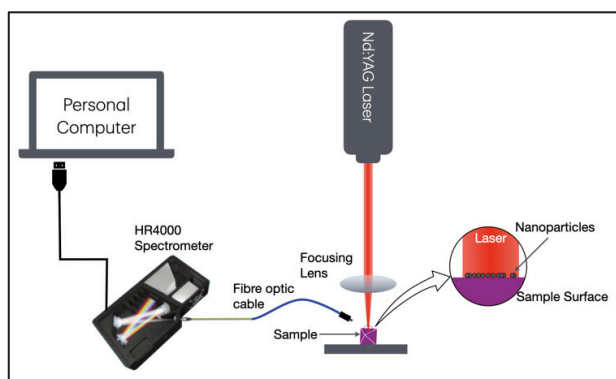 Personal
Computer
Nd:YAG Laser
HR4000
Spectrometer
Fibre optic
cable
Focusing
Lens
Sample
Laser
Nanoparticles
Sample Surface